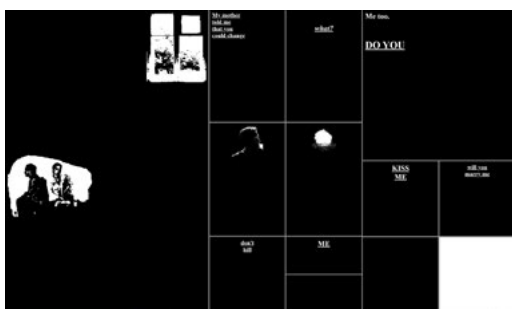 My mother
told me
that you
could change
what?
Me too,
DO YOU
KISS
ME
will you
marry me
don't
kill
ME